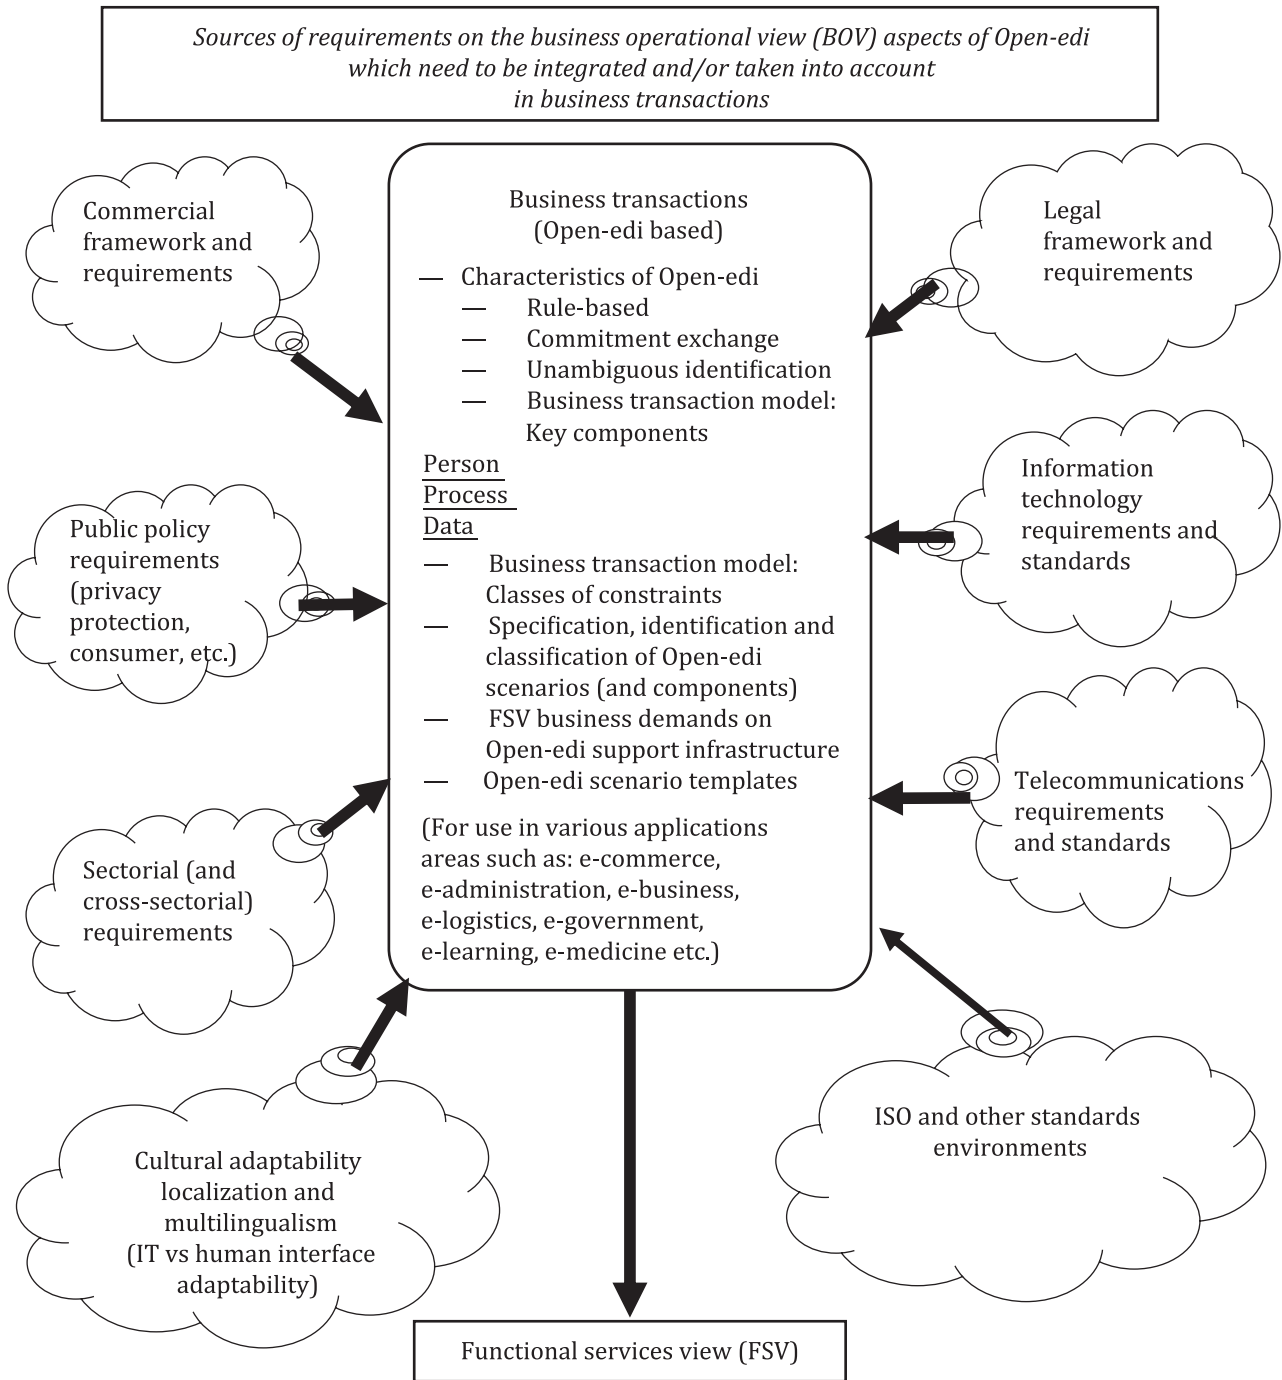 Sources of requirements on the business operational view (BOV) aspects of Open-edi
which need to be integrated and/or taken into account
in business transactions
Commercial
framework and
requirements
Public policy
requirements
(privacy
protection,
consumer, etc.)
Sectorial (and
cross-sectorial)
requirements
Cultural adaptability
localization and
multilingualism
(IT vs human interface
adaptability)
Business transactions
(Open-edi based)
— Characteristics of Open-edi
— Rule-based
— Commitment exchange
— Unambiguous identification
— Business transaction model:
Key components
Person
Process
Data
— Business transaction model:
Classes of constraints
— Specification, identification and
classification of Open-edi
scenarios (and components)
— FSV business demands on
Open-edi support infrastructure
— Open-edi scenario templates
(For use in various applications
areas such as: e-commerce,
e-administration, e-business,
e-logistics, e-government,
e-learning, e-medicine etc.)
Legal
framework and
requirements
Information
technology
requirements and
standards
Telecommunications
requirements
and standards
ISO and other standards
environments
Functional services view (FSV)